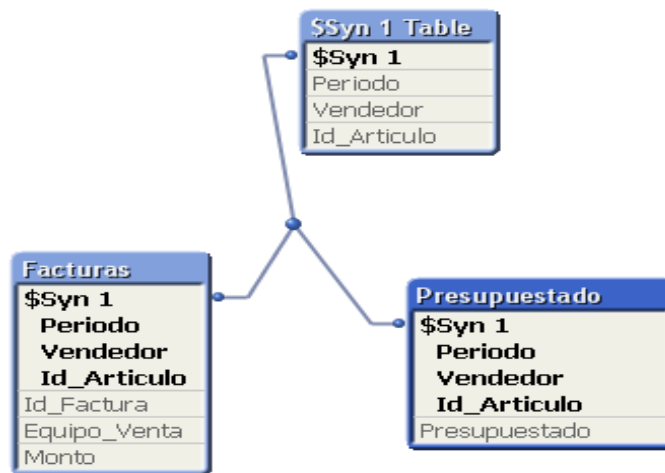 $Syn 1 Table
$Syn 1
Periodo
Vendedor
Id_Articulo
Facturas
$Syn 1
Periodo
Vendedor
Id_Articulo
Id_Factura
Equipo_Venta
Monto
Presupuestado
$Syn 1
Periodo
Vendedor
Id_Articulo
Presupuestado